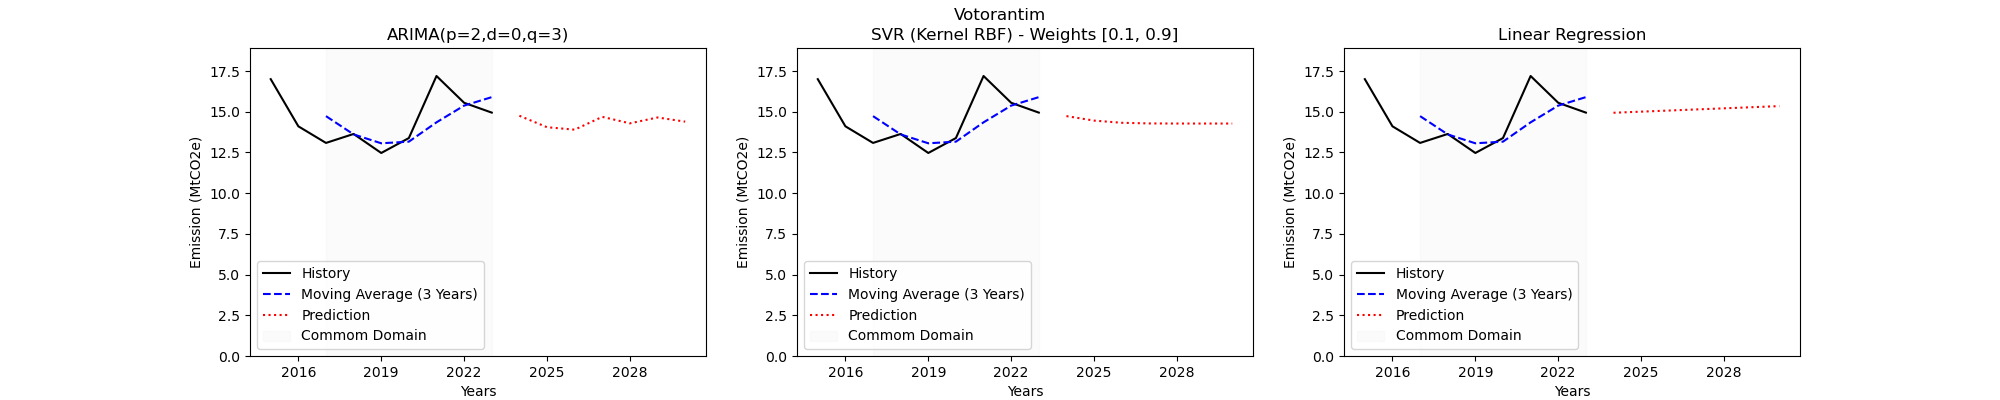 Votorantim
ARIMA(p=2,d=0,q=3)
Emission (MtCO2e)
17.5
15.0
12.5
10.0
7.5
5.0
2.5
0.0
History
Moving Average (3 Years)
Prediction
Commom Domain
2016 2019 2022 2025 2028
Years
SVR (Kernel RBF) - Weights [0.1, 0.9]
Emission (MtCO2e)
17.5
15.0
12.5
10.0
7.5
5.0
2.5
0.0
History
Moving Average (3 Years)
Prediction
Commom Domain
2016 2019 2022 2025 2028
Years
Linear Regression
Emission (MtCO2e)
17.5
15.0
12.5
10.0
7.5
5.0
2.5
0.0
History
Moving Average (3 Years)
Prediction
Commom Domain
2016 2019 2022 2025 2028
Years